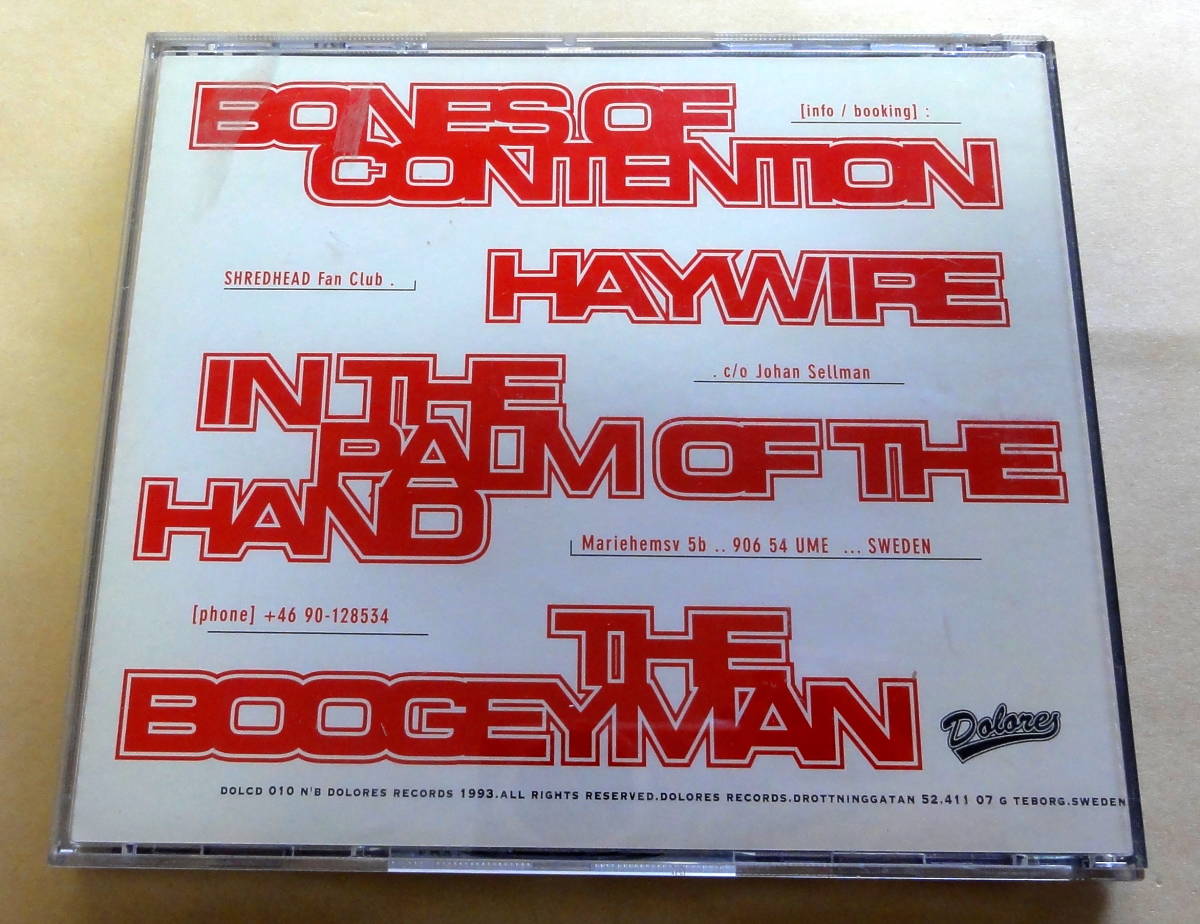 BONES OF
CONTENTION
[info / booking] :
SHREDHEAD Fan Club .
HAYWIRE
IN THE
. c/o Johan Sellman
PALM OF THE
HAND
Mariehemsv 5b .. 906 54 UME ... SWEDEN
[phone] +46 90-128534
THE
BOOGEYMAN
Dolores
DOLCD 010 N'B DOLORES RECORDS 1993.ALL RIGHTS RESERVED.DOLORES RECORDS.DROTTNINGGATAN 52.411 07 G TEBORG.SWEDEN